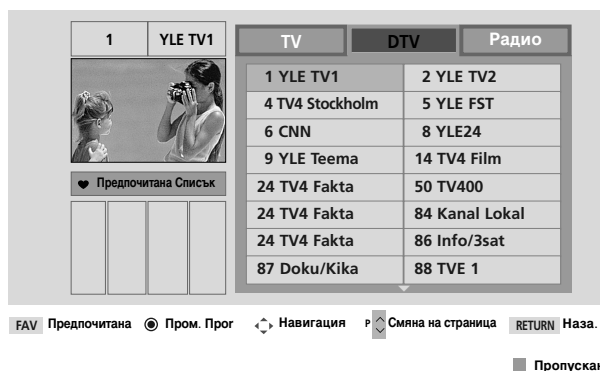 1 YLE TV1
TV DTV Радио
1 YLE TV1 2 YLE TV2
4 TV4 Stockholm 5 YLE FST
6 CNN 8 YLE24
9 YLE Teema 14 TV4 Film
Предпочитана Списък
24 TV4 Fakta 50 TV400
24 TV4 Fakta 84 Kanal Lokal
24 TV4 Fakta 86 Info/3sat
87 Doku/Kika 88 TVE 1
FAV Предпочитана Пром. Прог Навигация P Смяна на страница RETURN Наза.
Пропускан